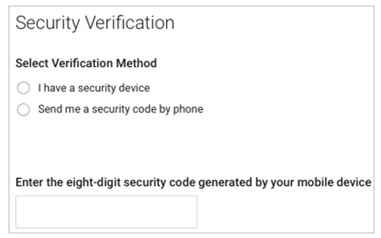 Security Verification
Select Verification Method
I have a security device
Send me a security code by phone
Enter the eight-digit security code generated by your mobile device